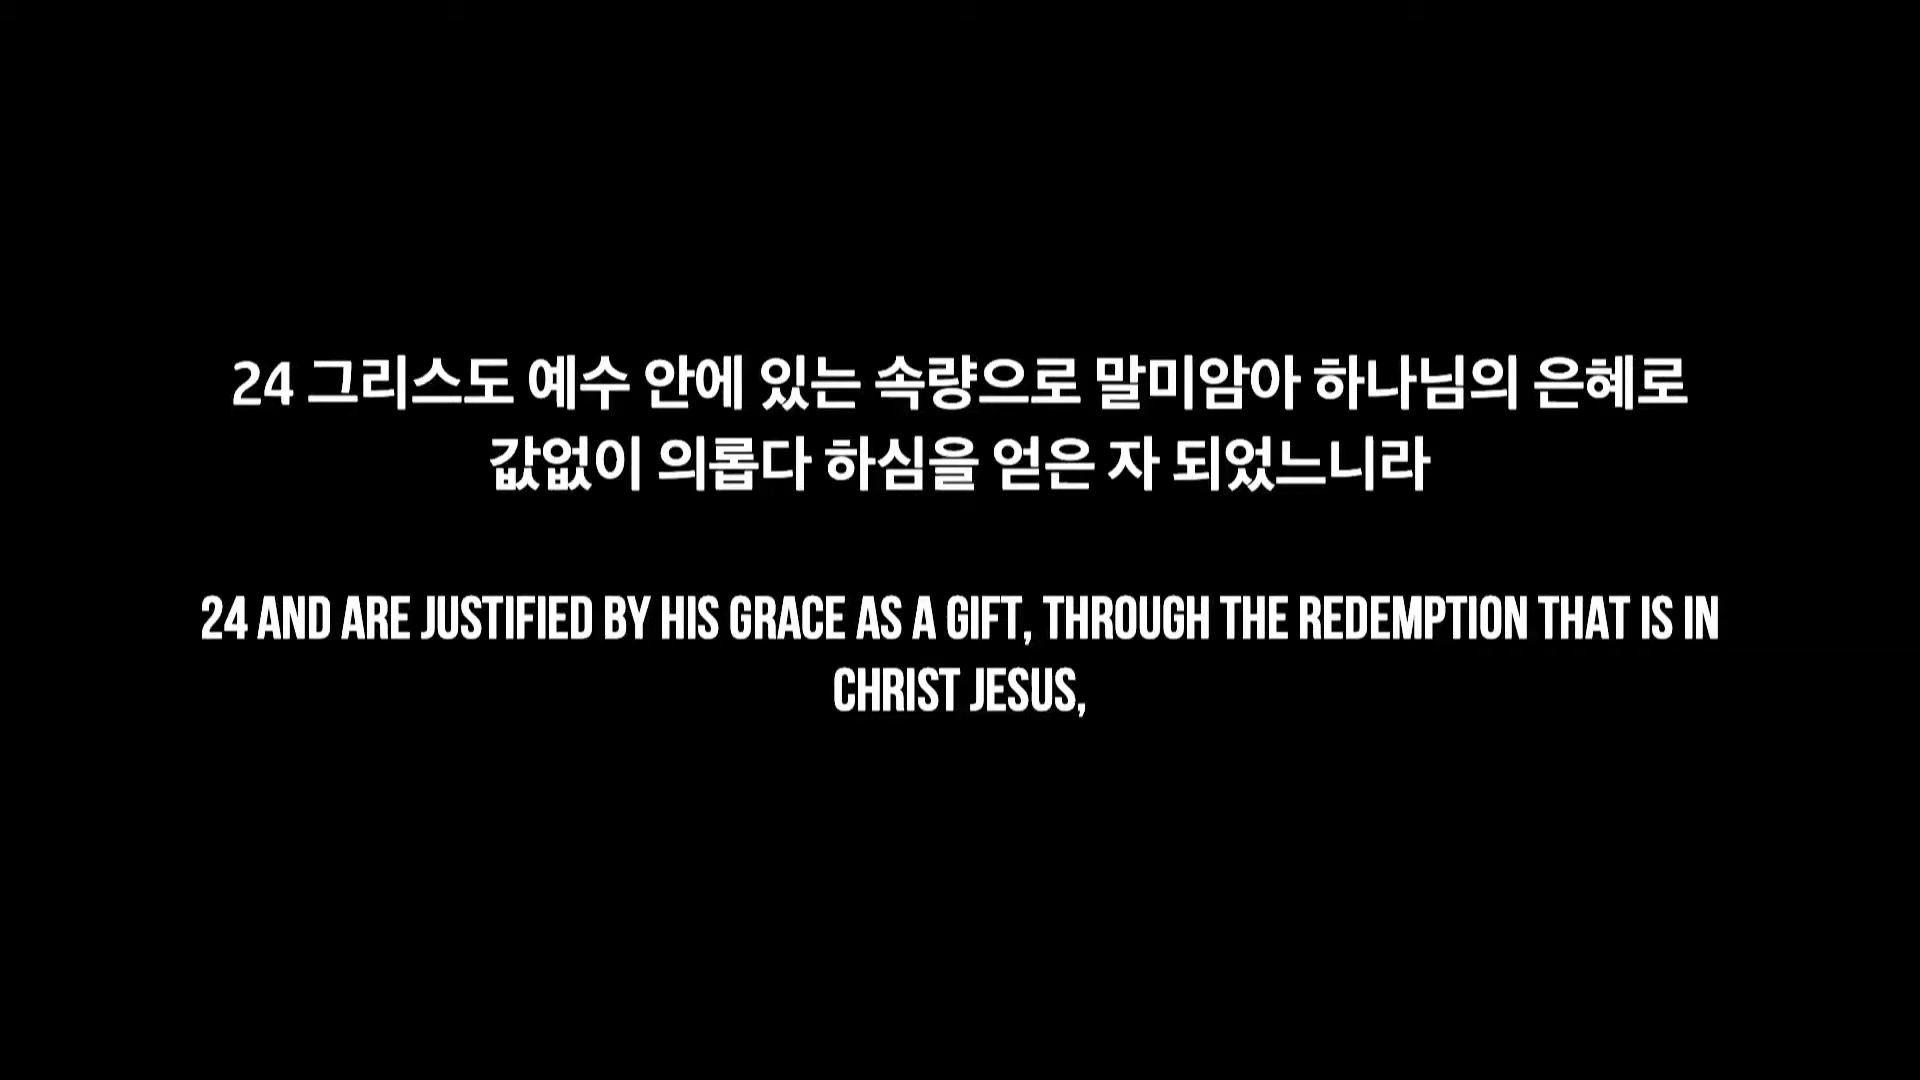 24 그리스도 예수 안에 있는 속량으로 말미암아 하나님의 은혜로
값없이 의롭다 하심을 얻은 자 되었느니라
24 AND ARE JUSTIFIED BY HIS GRACE AS A GIFT, THROUGH THE REDEMPTION THAT IS IN
CHRIST JESUS,